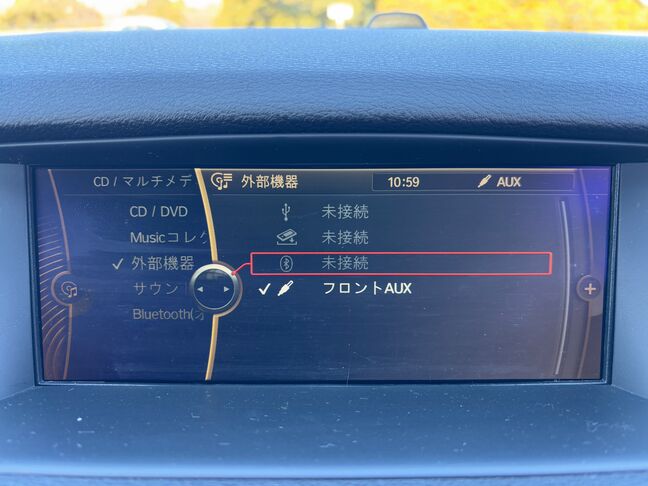 CD / マルチメデ
外部機器
10:59 AUX
CD / DVD
Musicコレク
✓ 外部機器
サウン
Bluetooth(オ
未接続
未接続
未接続
✓ フロントAUX